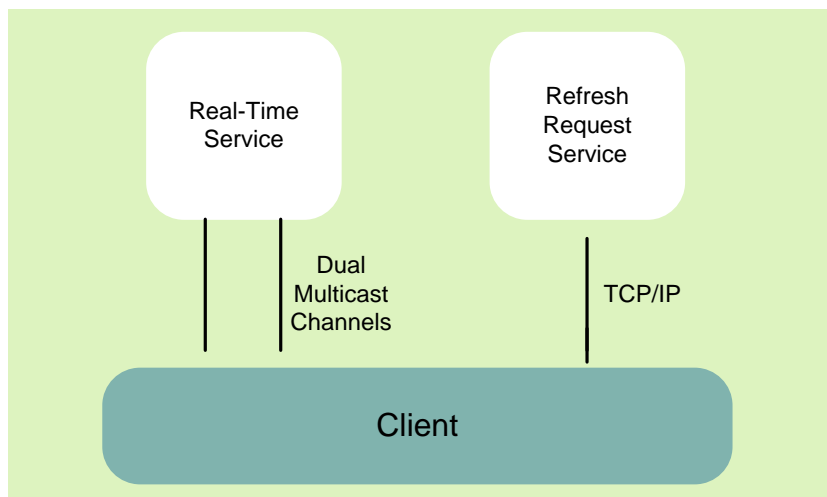 Real-Time
Service
Refresh
Request
Service
Dual
Multicast
Channels
TCP/IP
Client